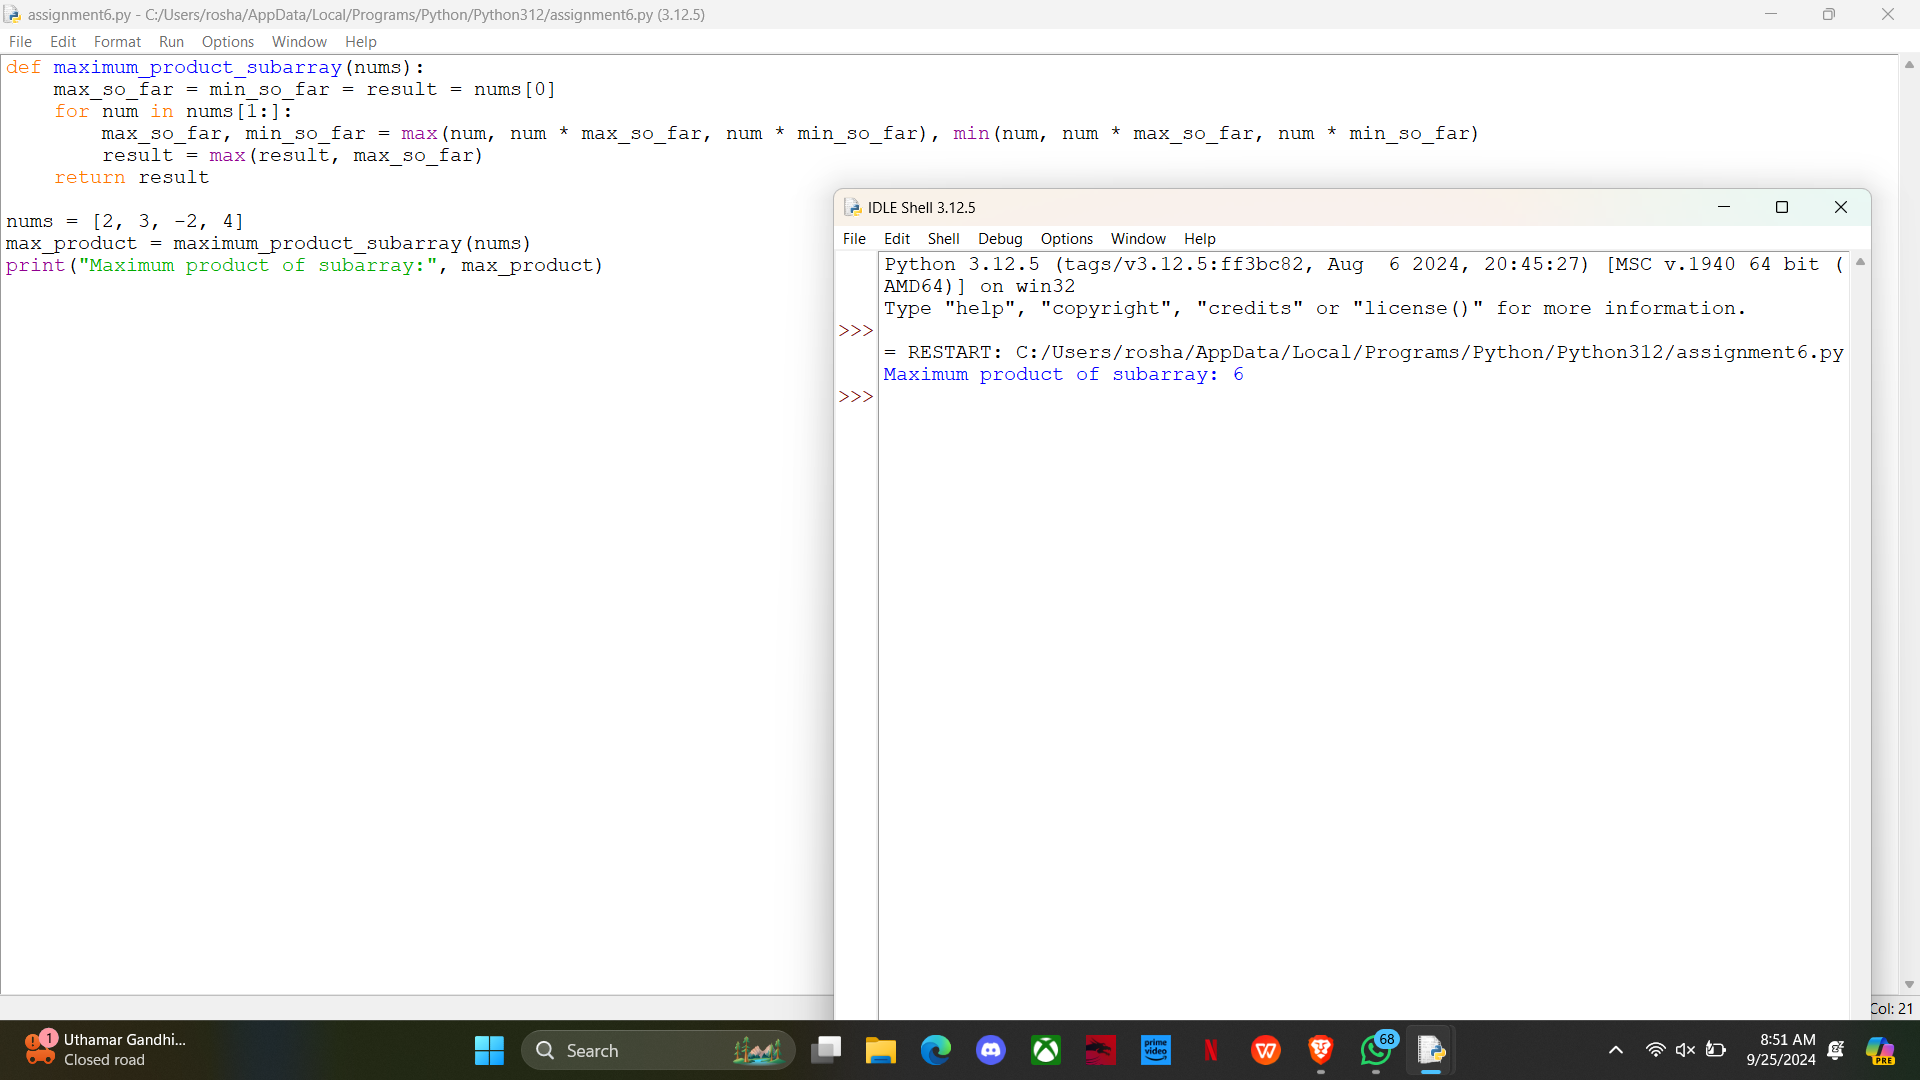 assignment6.py - C:/Users/rosha/AppData/Local/Programs/Python/Python312/assignment6.py (3.12.5)
File Edit Format Run Options Window Help
def maximum_product_subarray(nums):
    max_so_far = min_so_far = result = nums[0]
    for num in nums[1:]:
        max_so_far, min_so_far = max(num, num * max_so_far, num * min_so_far), min(num, num * max_so_far, num * min_so_far)
        result = max(result, max_so_far)
    return result
nums = [2, 3, -2, 4]
max_product = maximum_product_subarray(nums)
print("Maximum product of subarray:", max_product)
IDLE Shell 3.12.5
File Edit Shell Debug Options Window Help
Python 3.12.5 (tags/v3.12.5:ff3bc82, Aug  6 2024, 20:45:27) [MSC v.1940 64 bit (
AMD64)] on win32
Type "help", "copyright", "credits" or "license()" for more information.
>>>
= RESTART: C:/Users/rosha/AppData/Local/Programs/Python/Python312/assignment6.py
Maximum product of subarray: 6
>>>
Col: 21
1
Uthamar Gandhi...
Closed road
Search
prime video
N
W
68
8:51 AM
9/25/2024
PRE